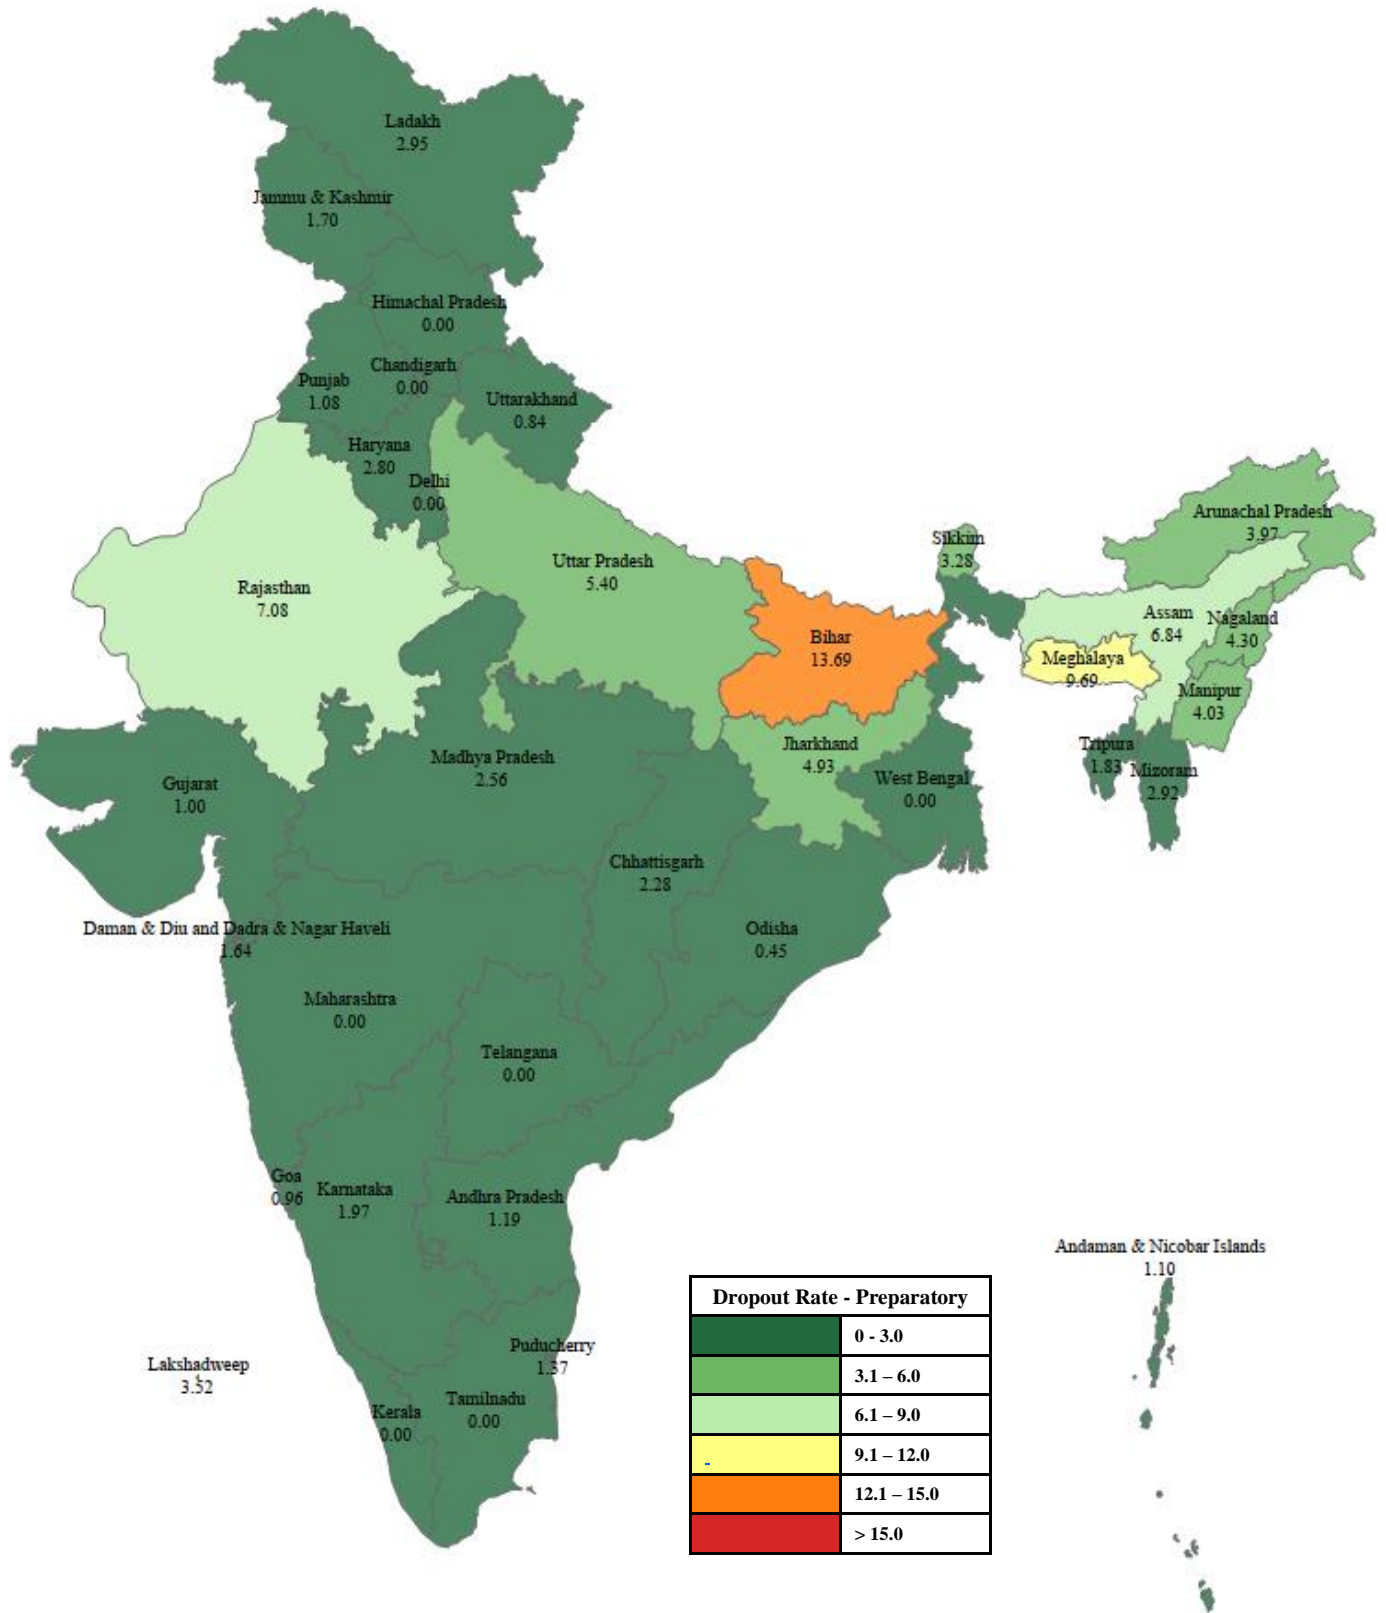 Ladakh
2.95
Jammu & Kashmir
1.70
Himachal Pradesh
0.00
Chandigarh
0.00
Punjab
1.08
Uttarakhand
0.84
Haryana
2.80
Delhi
0.00
Arunachal Pradesh
3.97
Sikkim
3.28
Uttar Pradesh
5.40
Rajasthan
7.08
Assam
6.84
Nagaland
4.30
Bihar
13.69
Meghalaya
9.69
Manipur
4.03
Jharkhand
4.93
Tripura
1.83
Mizoram
2.92
Madhya Pradesh
2.56
West Bengal
0.00
Gujarat
1.00
Chhattisgarh
2.28
Daman & Diu and Dadra & Nagar Haveli
1.64
Odisha
0.45
Maharashtra
0.00
Telangana
0.00
Goa
0.96
Karnataka
1.97
Andhra Pradesh
1.19
Andaman & Nicobar Islands
1.10
Puducherry
1.37
Lakshadweep
3.52
Tamilnadu
0.00
Kerala
0.00
Dropout Rate - Preparatory
0 - 3.0
3.1 – 6.0
6.1 – 9.0
9.1 – 12.0
12.1 – 15.0
> 15.0